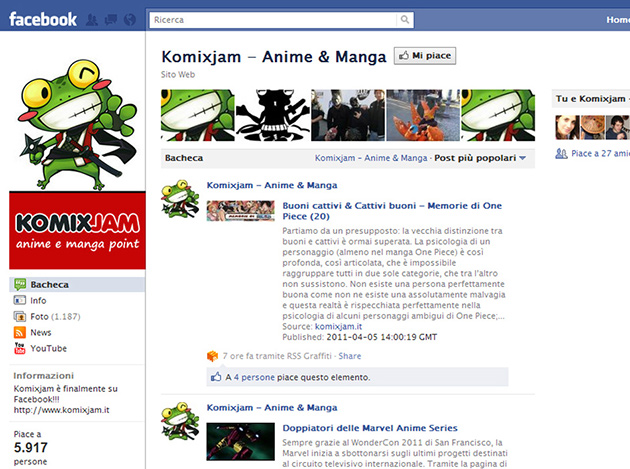 facebook
Ricerca
Home
Komixjam – Anime & Manga
Mi piace
Sito Web
KOMIXJAM
anime e manga point
Bacheca
Info
Foto (1.187)
News
YouTube
Informazioni
Komixjam è finalmente su
Facebook!!!
http://www.komixjam.it
Piace a
5.917
persone
Bacheca
Komixjam – Anime & Manga · Post più popolari
Komixjam – Anime & Manga
Buoni cattivi & Cattivi buoni – Memorie di One
Piece (20)
Partiamo da un presupposto: la vecchia distinzione tra
buoni e cattivi è ormai superata. La psicologia di un
personaggio (almeno nel manga One Piece) è così
profonda, così articolata, che è impossibile
raggruppare tutti in due sole categorie, che tra l'altro
non sussistono. Non esiste una persona perfettamente
buona come non ne esiste una assolutamente malvagia
e questa realtà è rispecchiata perfettamente nella
psicologia di alcuni personaggi ambigui di One Piece;...
Source: komixjam.it
Published: 2011-04-05 14:00:19 GMT
7 ore fa tramite RSS Graffiti · Share
A 4 persone piace questo elemento.
Komixjam – Anime & Manga
Doppiatori delle Marvel Anime Series
Sempre grazie al WonderCon 2011 di San Francisco, la
Marvel inizia a sbottonarsi sugli ultimi progetti destinati
al circuito televisivo internazionale. Tramite la pagina di
Tu e Komixjam –
Piace a 27 amici